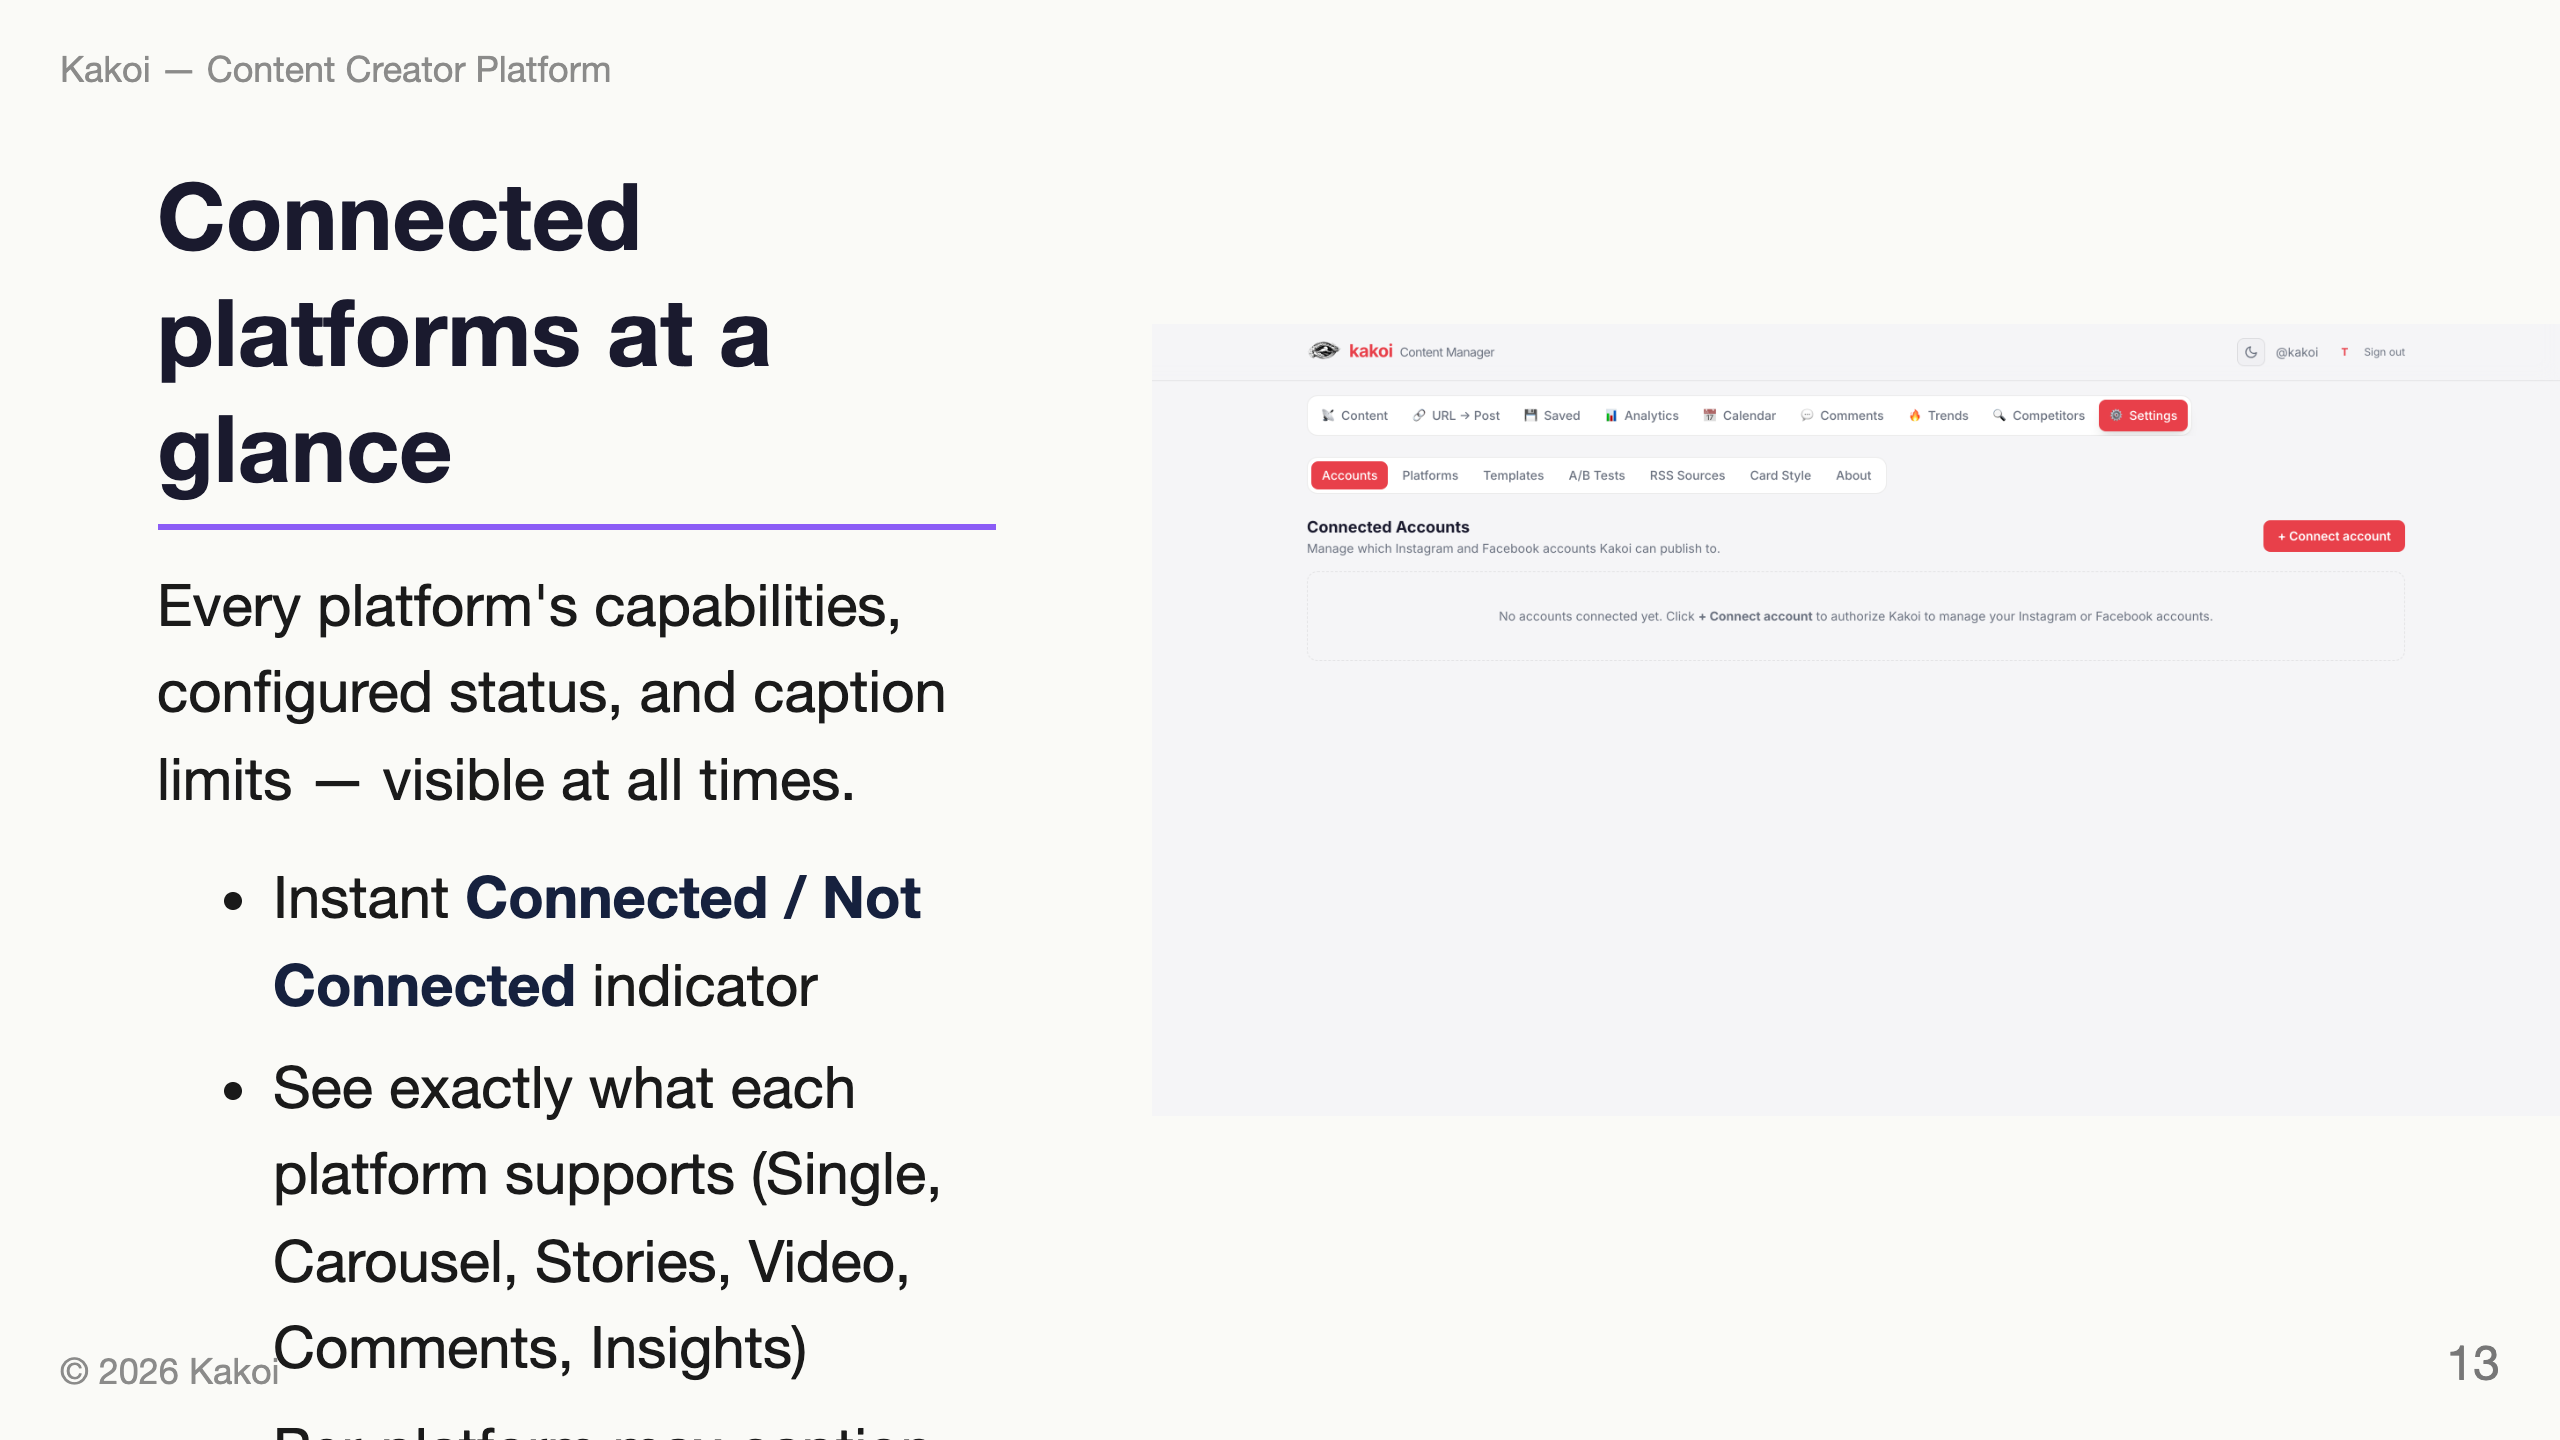 Kakoi — Content Creator Platform
Connected
platforms at a
glance
Every platform's capabilities,
configured status, and caption
limits — visible at all times.
• Instant Connected / Not
Connected indicator
• See exactly what each
platform supports (Single,
Carousel, Stories, Video,
Comments, Insights)
Per-platform max caption
© 2026 Kakoi
13
kakoi Content Manager
@kakoi T Sign out
Content URL → Post Saved Analytics Calendar Comments Trends Competitors Settings
Accounts Platforms Templates A/B Tests RSS Sources Card Style About
Connected Accounts
Manage which Instagram and Facebook accounts Kakoi can publish to.
+ Connect account
No accounts connected yet. Click + Connect account to authorize Kakoi to manage your Instagram or Facebook accounts.